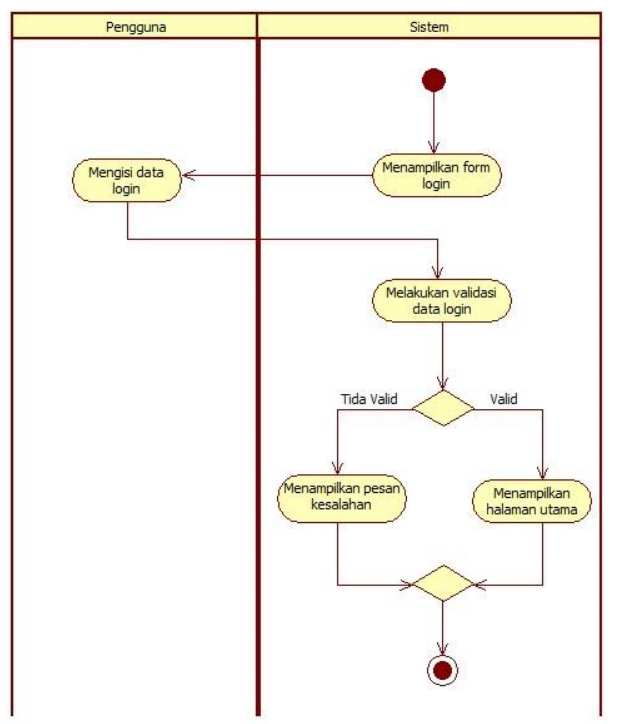 Pengguna
Sistem
Menampilkan form
login
Mengisi data
login
Melakukan validasi
data login
Tida Valid
Valid
Menampilkan pesan
kesalahan
Menampilkan
halaman utama